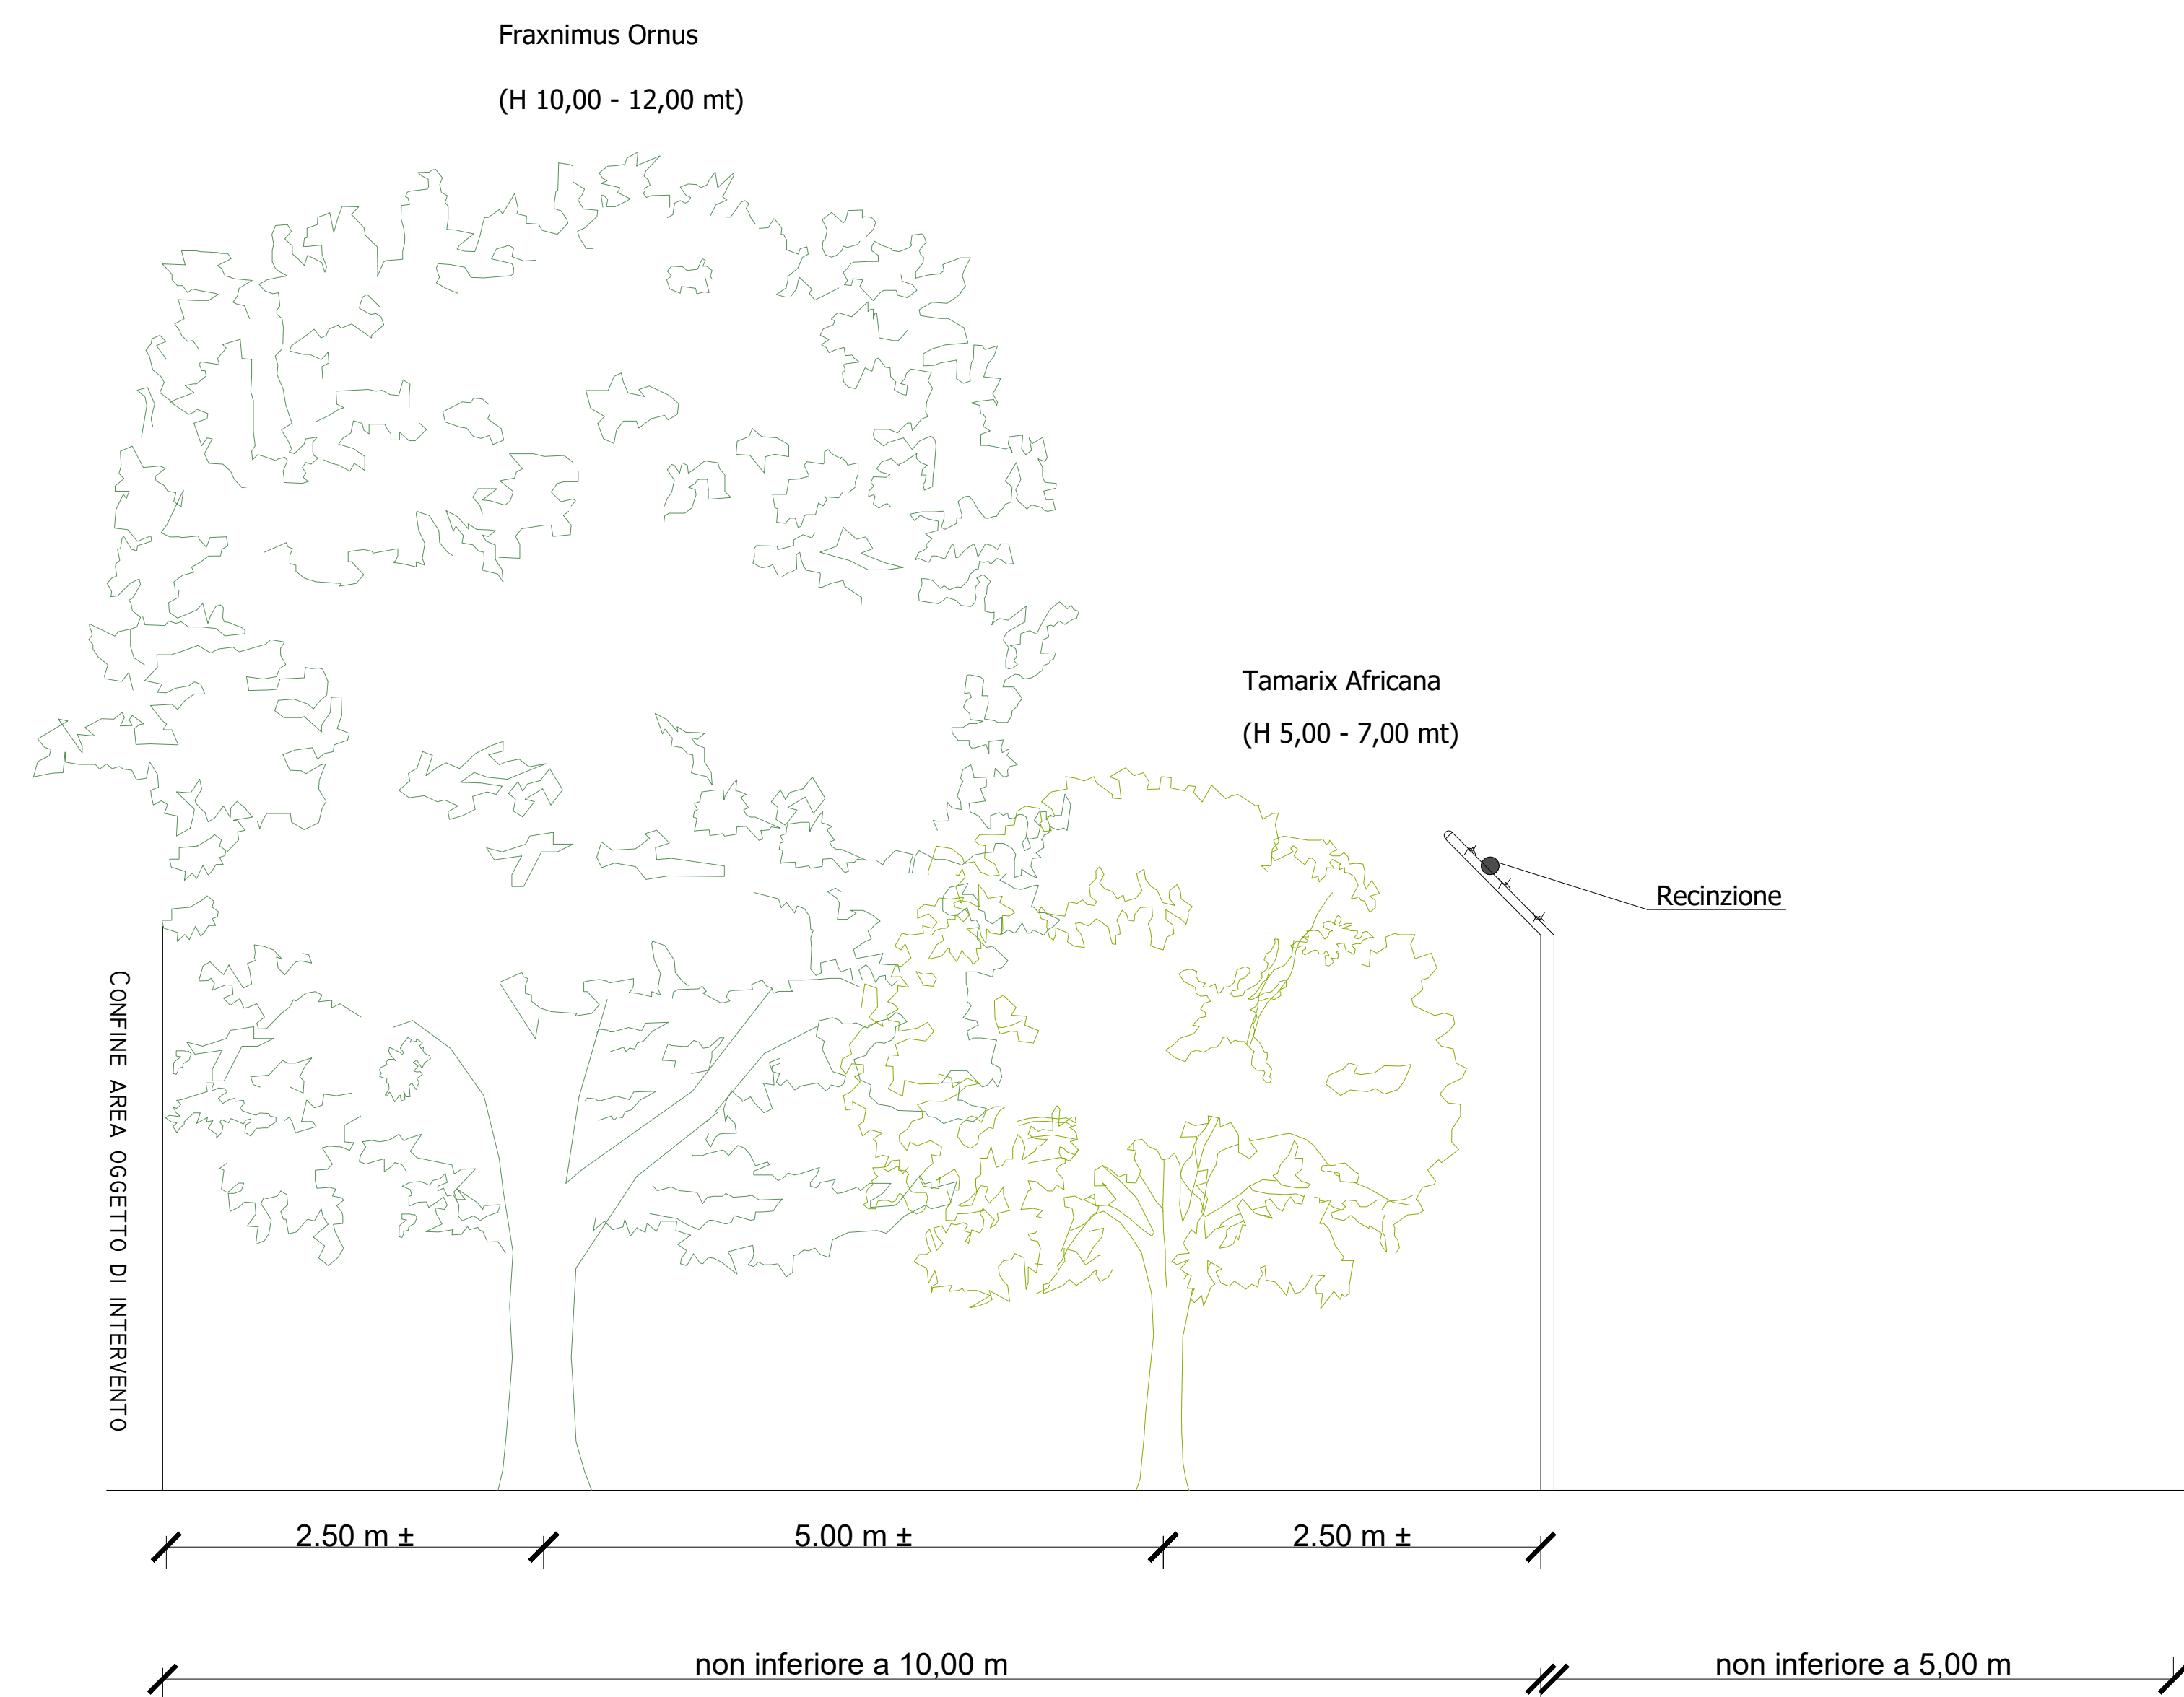 Fraxnimus Ornus
(H 10,00 - 12,00 mt)
Tamarix Africana
(H 5,00 - 7,00 mt)
Recinzione
CONFINE AREA OGGETTO DI INTERVENTO
2.50 m ±
5.00 m ±
2.50 m ±
non inferiore a 10,00 m
non inferiore a 5,00 m